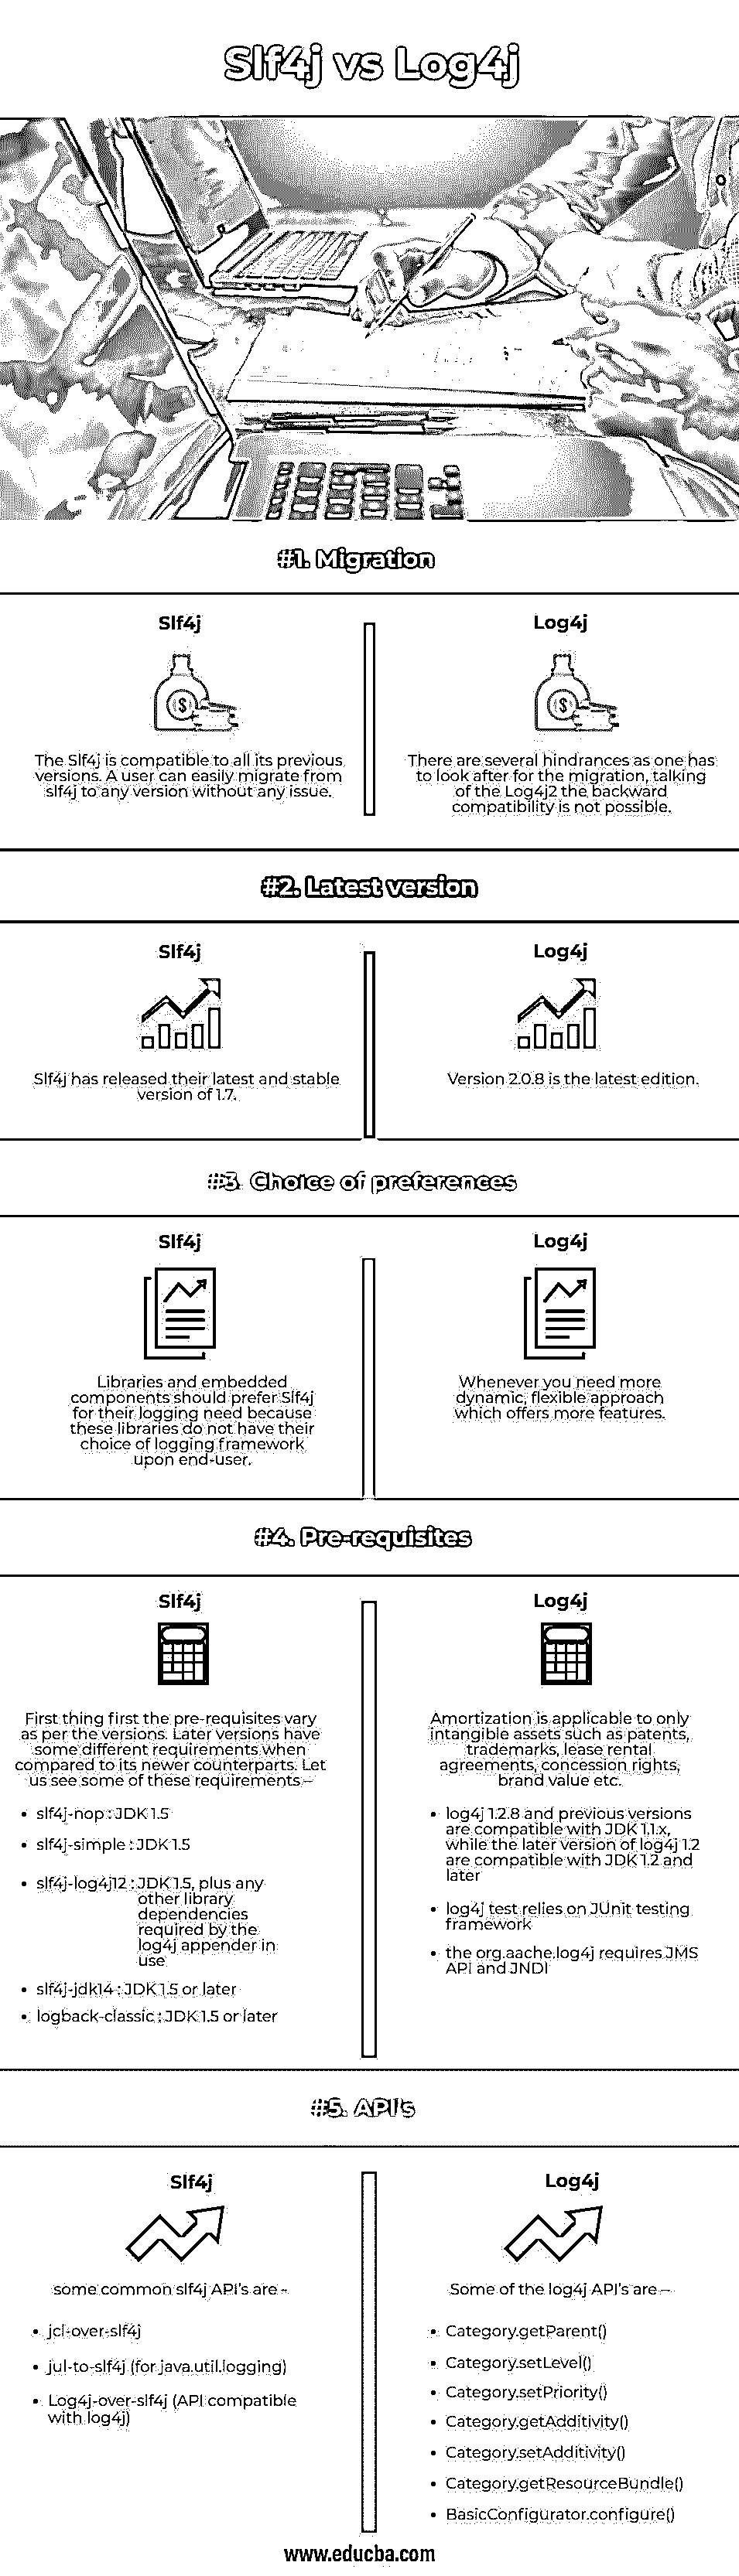 Slf4j vs Log4j
#1. Migration
Slf4j
The Slf4j is compatible to all its previous
versions. A user can easily migrate from
slf4j to any version without any issue.
Log4j
There are several hindrances as one has
to look after for the migration, talking
of the Log4j2 the backward
compatibility is not possible.
#2. Latest version
Slf4j
Slf4j has released their latest and stable
version of 1.7.
Log4j
Version 2.0.8 is the latest edition.
#3. Choice of preferences
Slf4j
Libraries and embedded
components should prefer Slf4j
for their logging need because
these libraries do not have their
choice of logging framework
upon end-user.
Log4j
Whenever you need more
dynamic, flexible approach
which offers more features.
#4. Pre-requisites
Slf4j
First thing first the pre-requisites vary
as per the versions. Later versions have
some different requirements when
compared to its newer counterparts. Let
us see some of these requirements –
• slf4j-nop : JDK 1.5
• slf4j-simple : JDK 1.5
• slf4j-log4j12 : JDK 1.5, plus any
other library
dependencies
required by the
log4j appender in
use
• slf4j-jdk14 : JDK 1.5 or later
• logback-classic : JDK 1.5 or later
Log4j
Amortization is applicable to only
intangible assets such as patents,
trademarks, lease rental
agreements, concession rights,
brand value etc.
• log4j 1.2.8 and previous versions
are compatible with JDK 1.1.x,
while the later version of log4j 1.2
are compatible with JDK 1.2 and
later
• log4j test relies on JUnit testing
framework
• the org.aache.log4j requires JMS
API and JNDI
#5. API's
Slf4j
some common slf4j API's are -
• jcl-over-slf4j
• jul-to-slf4j (for java.util.logging)
• Log4j-over-slf4j (API compatible
with log4j)
Log4j
Some of the log4j API's are –
• Category.getParent()
• Category.setLevel()
• Category.setPriority()
• Category.getAdditivity()
• Category.setAdditivity()
• Category.getResourceBundle()
• BasicConfigurator.configure()
www.educba.com